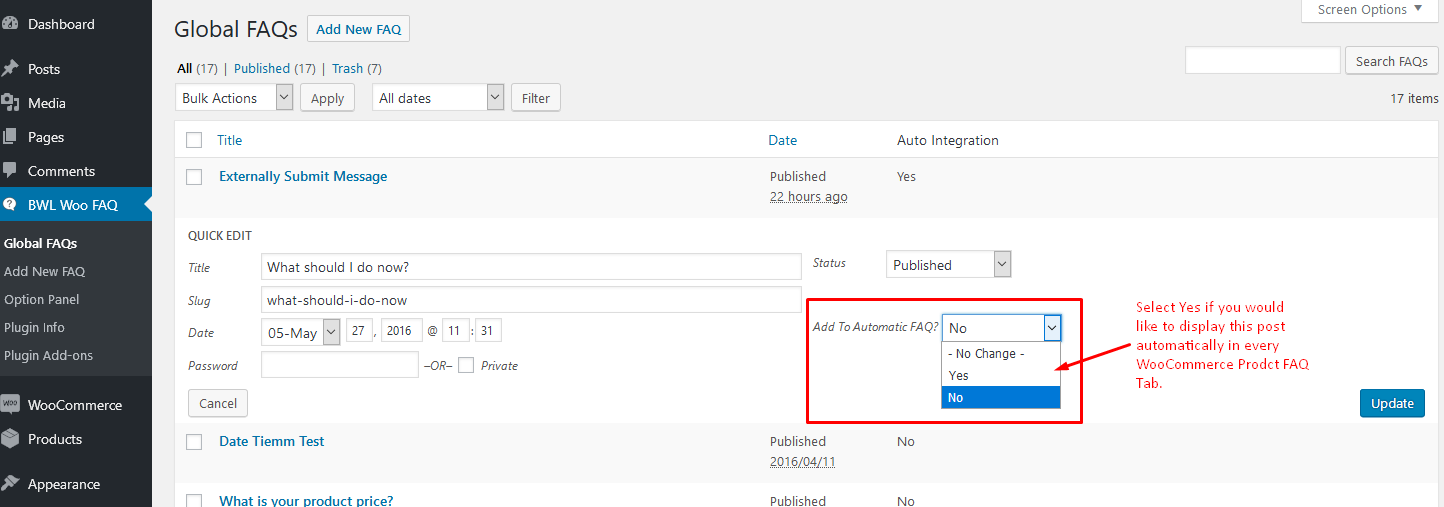 Dashboard
Posts
Media
Pages
Comments
BWL Woo FAQ
Global FAQs
Add New FAQ
Option Panel
Plugin Info
Plugin Add-ons
WOO WooCommerce
Products
Appearance
Screen Options
Global FAQs Add New FAQ
All (17) | Published (17) | Trash (7)
Search FAQs
Bulk Actions Apply All dates Filter
17 items
Title Date Auto Integration
Externally Submit Message Published Yes
22 hours ago
QUICK EDIT
Title What should I do now?
Slug what-should-i-do-now
Date 05-May 27 , 2016 @ 11 : 31
Password –OR– Private
Cancel
Status Published
Add To Automatic FAQ? No
- No Change -
Yes
No
Select Yes if you would
like to display this post
automatically in every
WooCommerce Prodct FAQ
Tab.
Update
Date Tiemm Test Published No
2016/04/11
What is your product price? Published No